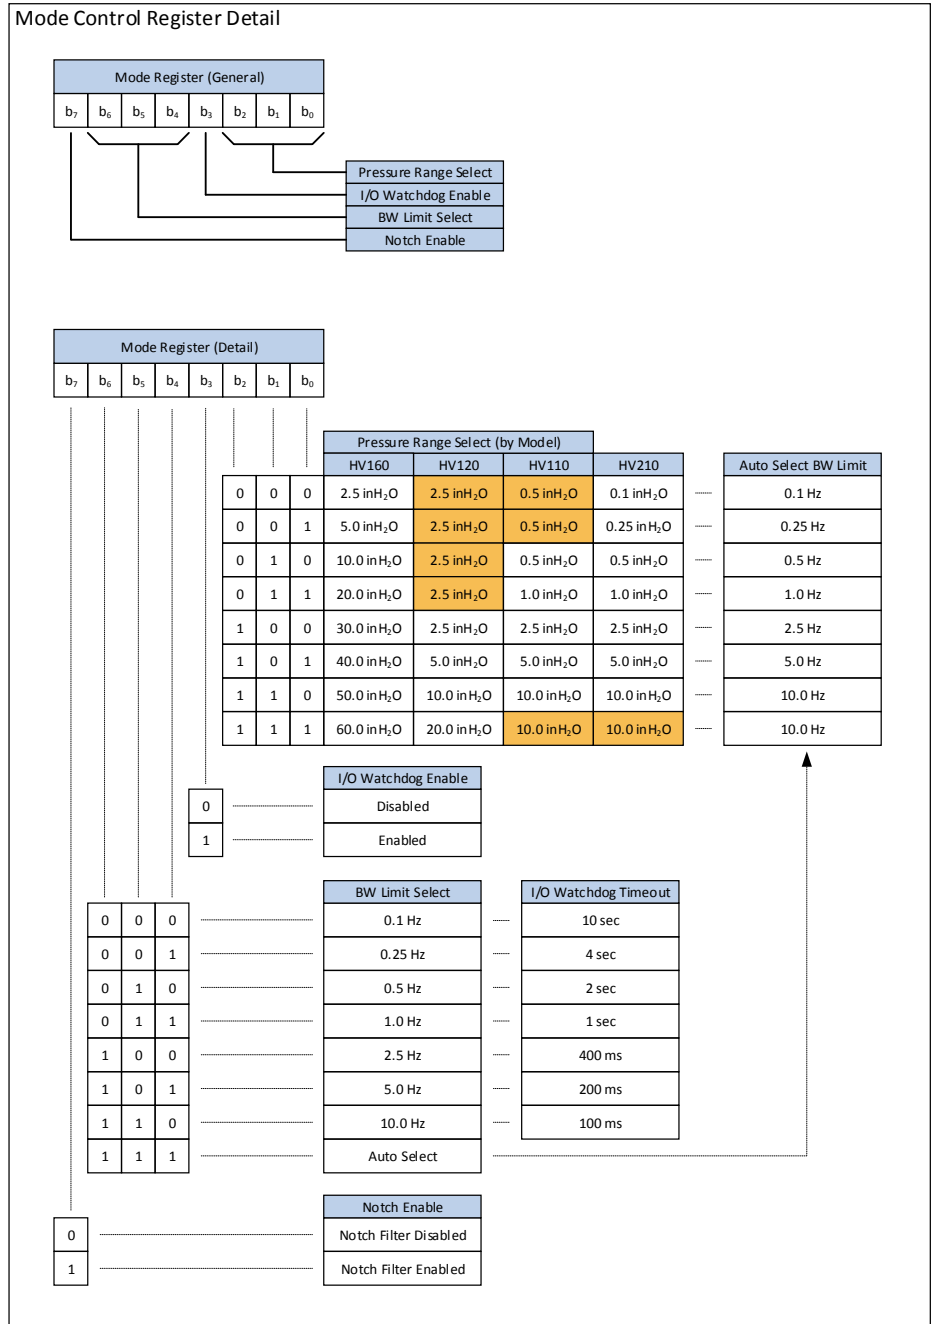 Mode Control Register Detail
Mode Register (General)
b₇ b₆ b₅ b₄ b₃ b₂ b₁ b₀
Pressure Range Select
I/O Watchdog Enable
BW Limit Select
Notch Enable
Mode Register (Detail)
b₇ b₆ b₅ b₄ b₃ b₂ b₁ b₀
Pressure Range Select (by Model)
HV160 HV120 HV110 HV210 Auto Select BW Limit
0 0 0 2.5 inH₂O 2.5 inH₂O 0.5 inH₂O 0.1 inH₂O 0.1 Hz
0 0 1 5.0 inH₂O 2.5 inH₂O 0.5 inH₂O 0.25 inH₂O 0.25 Hz
0 1 0 10.0 inH₂O 2.5 inH₂O 0.5 inH₂O 0.5 inH₂O 0.5 Hz
0 1 1 20.0 inH₂O 2.5 inH₂O 1.0 inH₂O 1.0 inH₂O 1.0 Hz
1 0 0 30.0 inH₂O 2.5 inH₂O 2.5 inH₂O 2.5 inH₂O 2.5 Hz
1 0 1 40.0 inH₂O 5.0 inH₂O 5.0 inH₂O 5.0 inH₂O 5.0 Hz
1 1 0 50.0 inH₂O 10.0 inH₂O 10.0 inH₂O 10.0 inH₂O 10.0 Hz
1 1 1 60.0 inH₂O 20.0 inH₂O 10.0 inH₂O 10.0 inH₂O 10.0 Hz
I/O Watchdog Enable
0 Disabled
1 Enabled
BW Limit Select I/O Watchdog Timeout
0 0 0 0.1 Hz 10 sec
0 0 1 0.25 Hz 4 sec
0 1 0 0.5 Hz 2 sec
0 1 1 1.0 Hz 1 sec
1 0 0 2.5 Hz 400 ms
1 0 1 5.0 Hz 200 ms
1 1 0 10.0 Hz 100 ms
1 1 1 Auto Select
Notch Enable
0 Notch Filter Disabled
1 Notch Filter Enabled